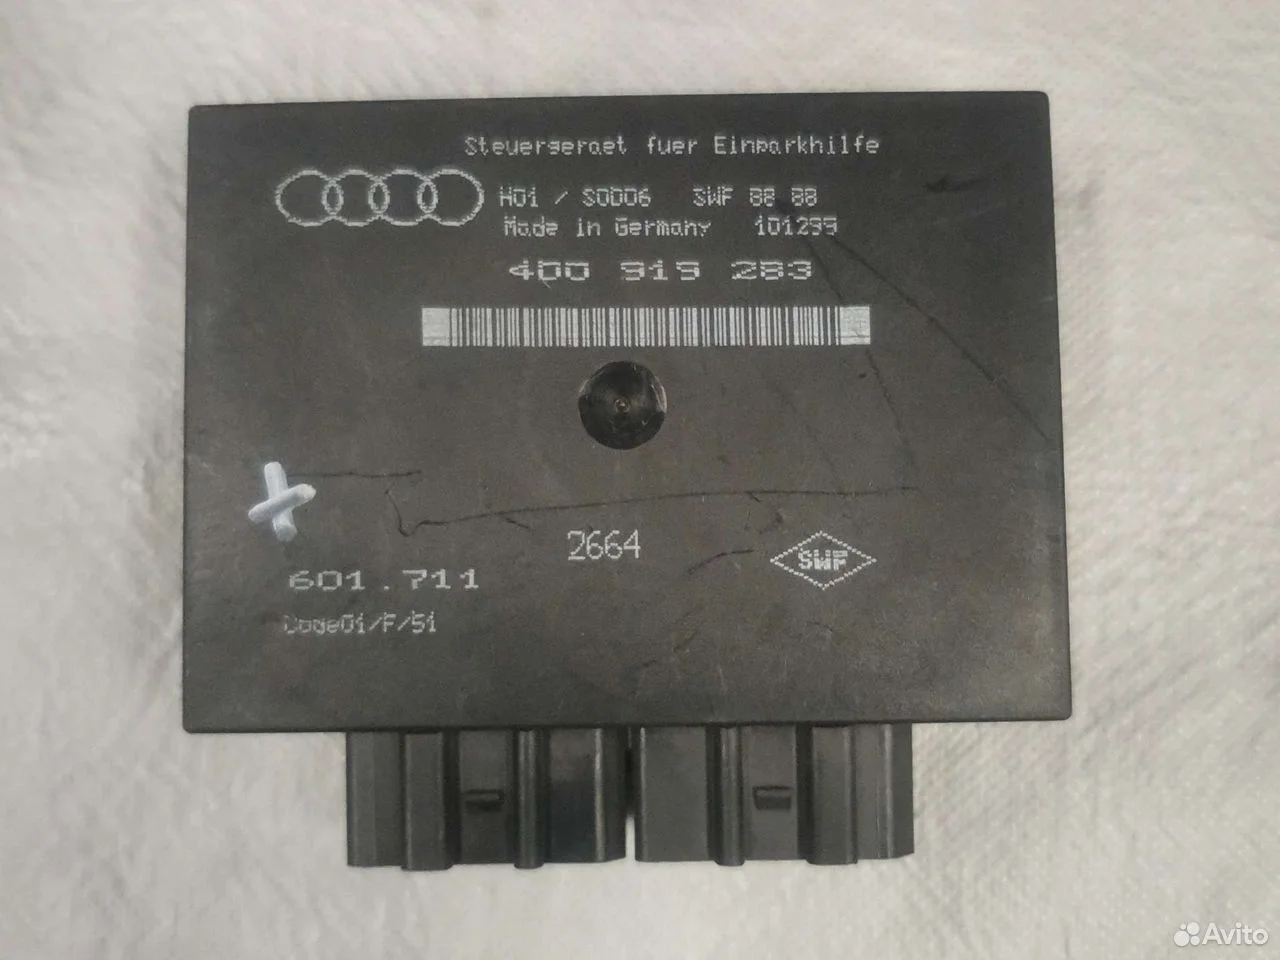 Steuergeraet fuer Einparkhilfe
H01 / S0006 SWF 88 88
Made in Germany 101299
4D0 919 283
2664
SWF
601.711
Code01/F/51
Avito